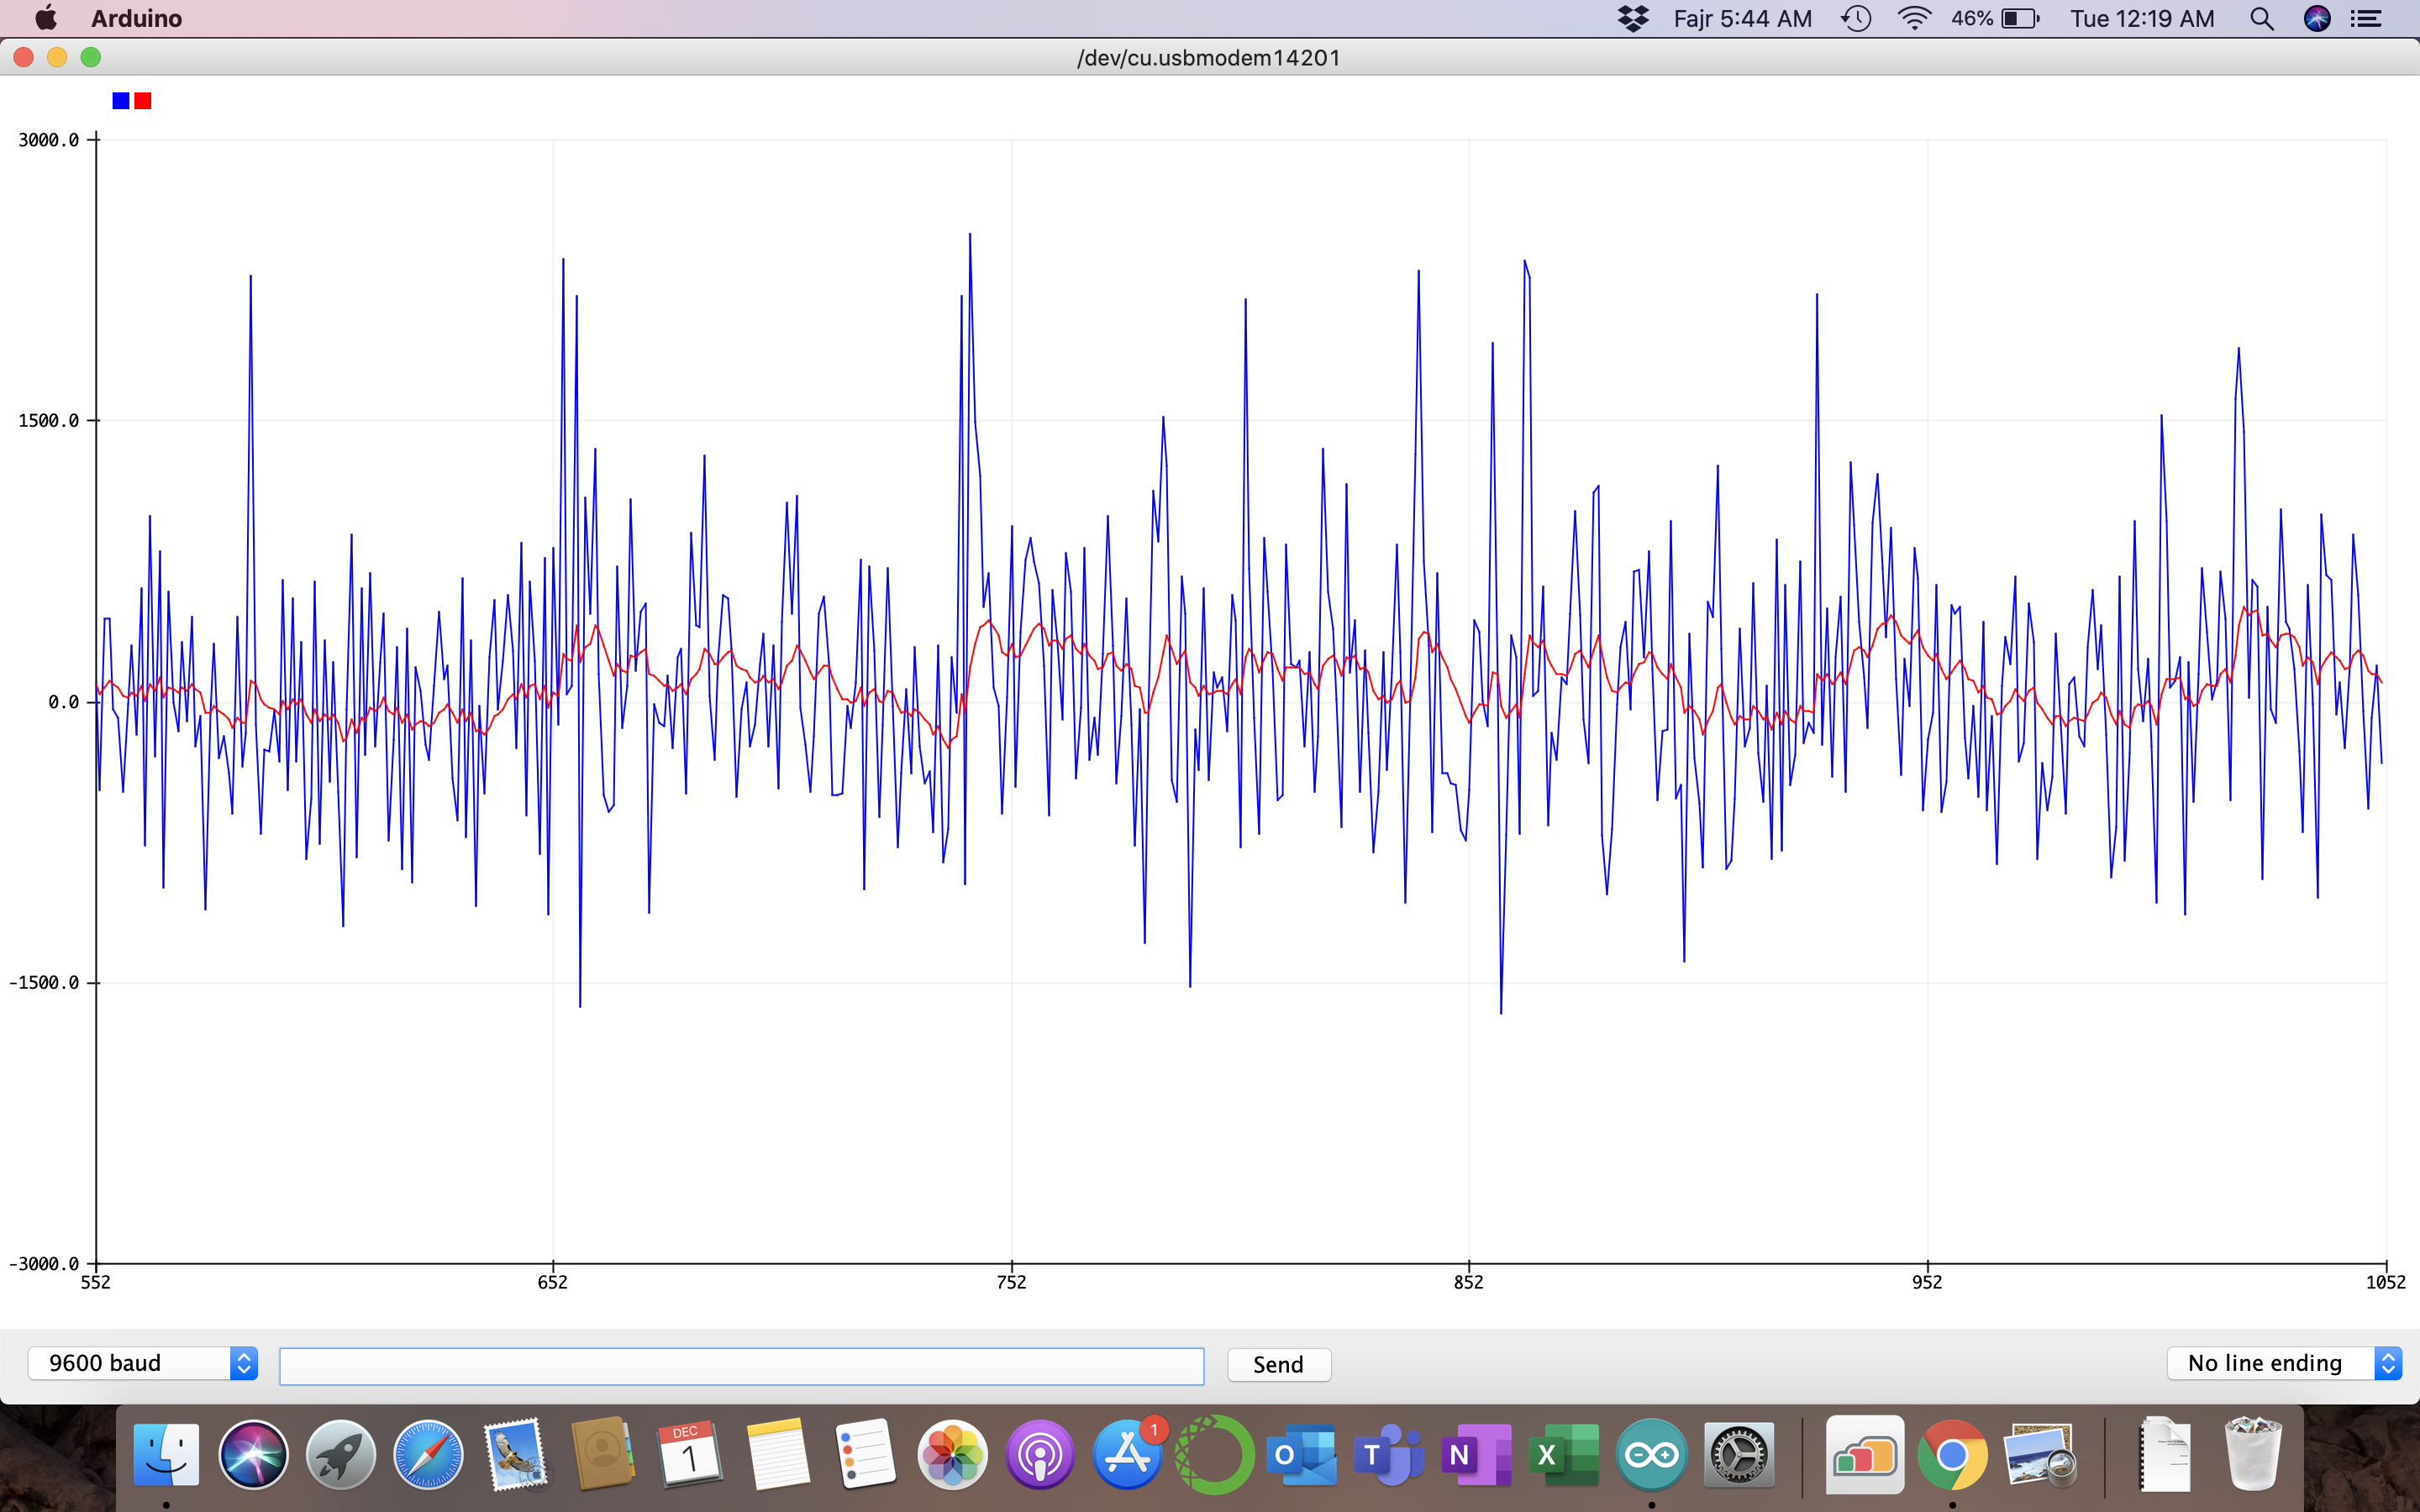 Arduino
Fajr 5:44 AM
46%
Tue 12:19 AM
/dev/cu.usbmodem14201
3000.0
1500.0
0.0
-1500.0
-3000.0
552
652
752
852
952
1052
9600 baud
Send
No line ending
DEC
1
1
O
T
N
X